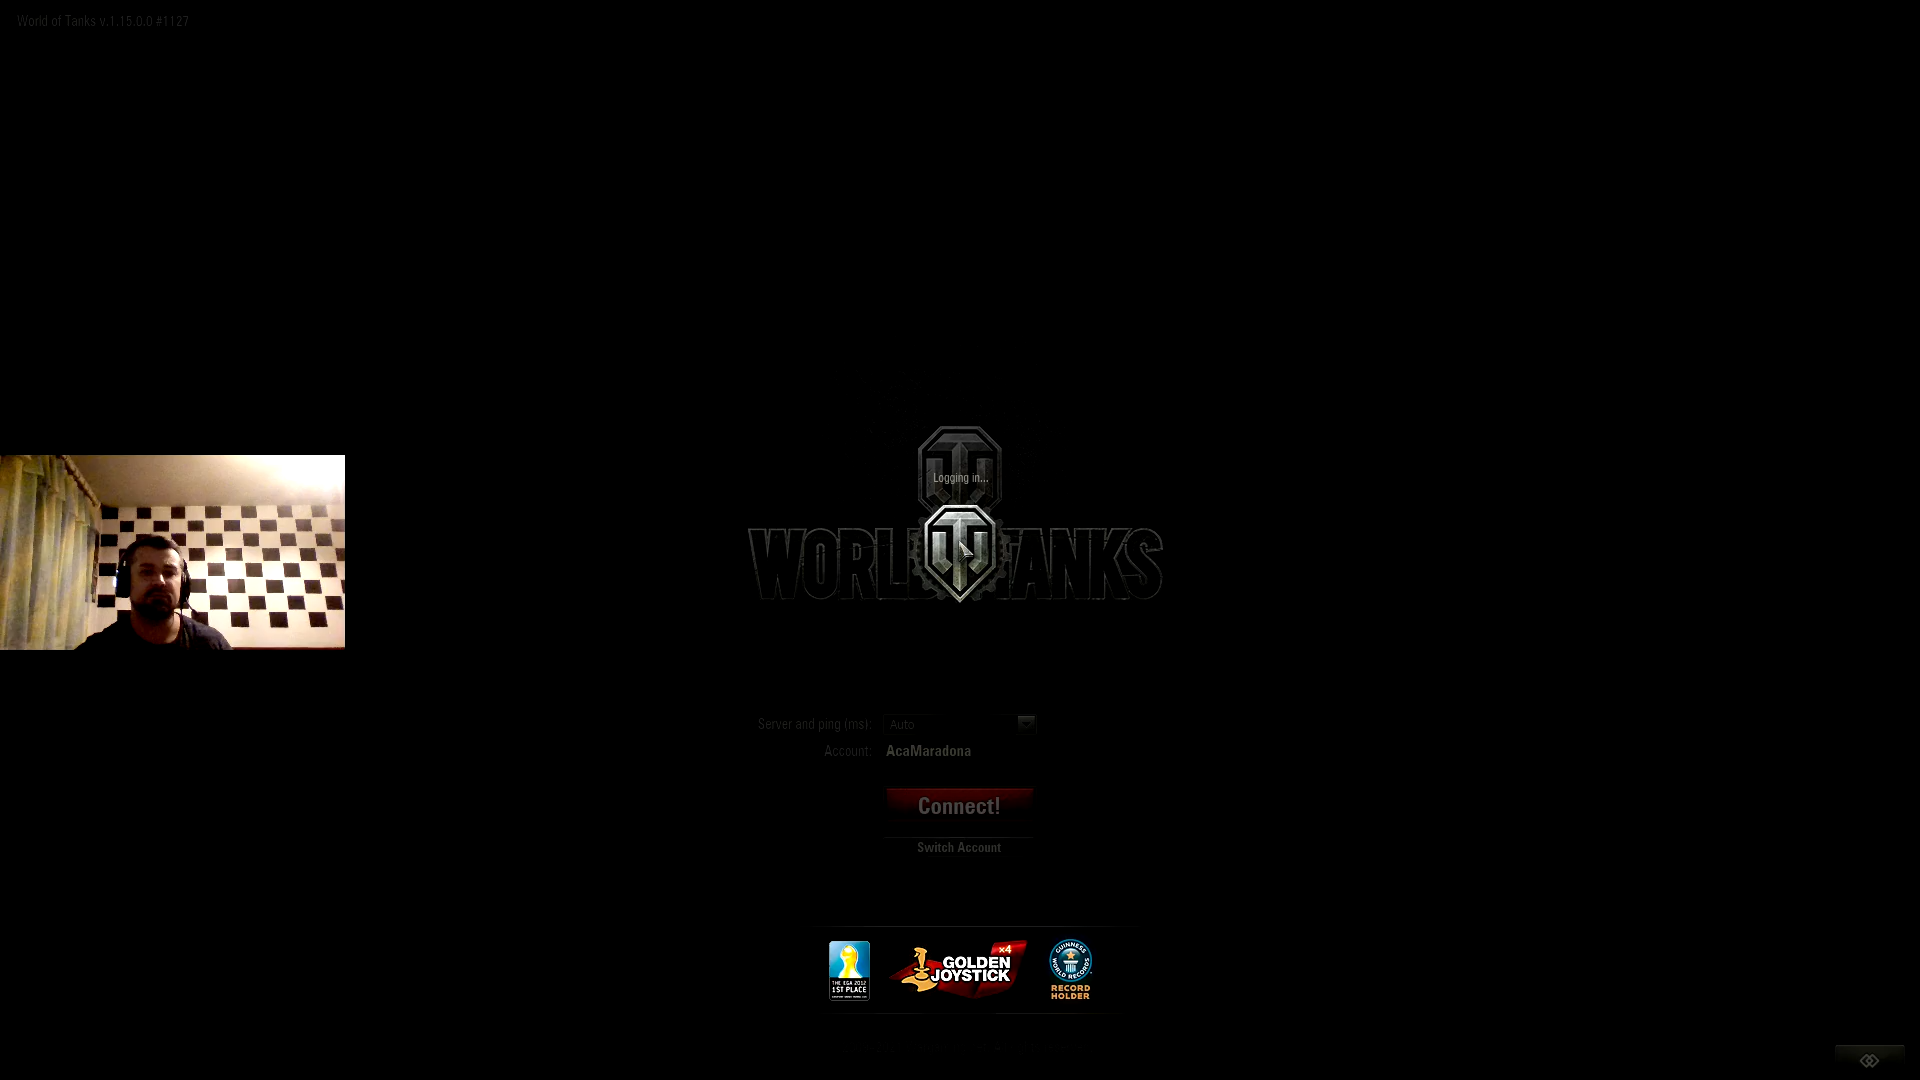 World of Tanks v.1.15.0.0 #1127
Logging in...
WORLD TANKS
Server and ping (ms): Auto
Account: AcaMaradona
Connect!
Switch Account
THE EGA 2012
1ST PLACE
x4
GOLDEN
JOYSTICK
GUINNESS
WORLD RECORDS
RECORD
HOLDER